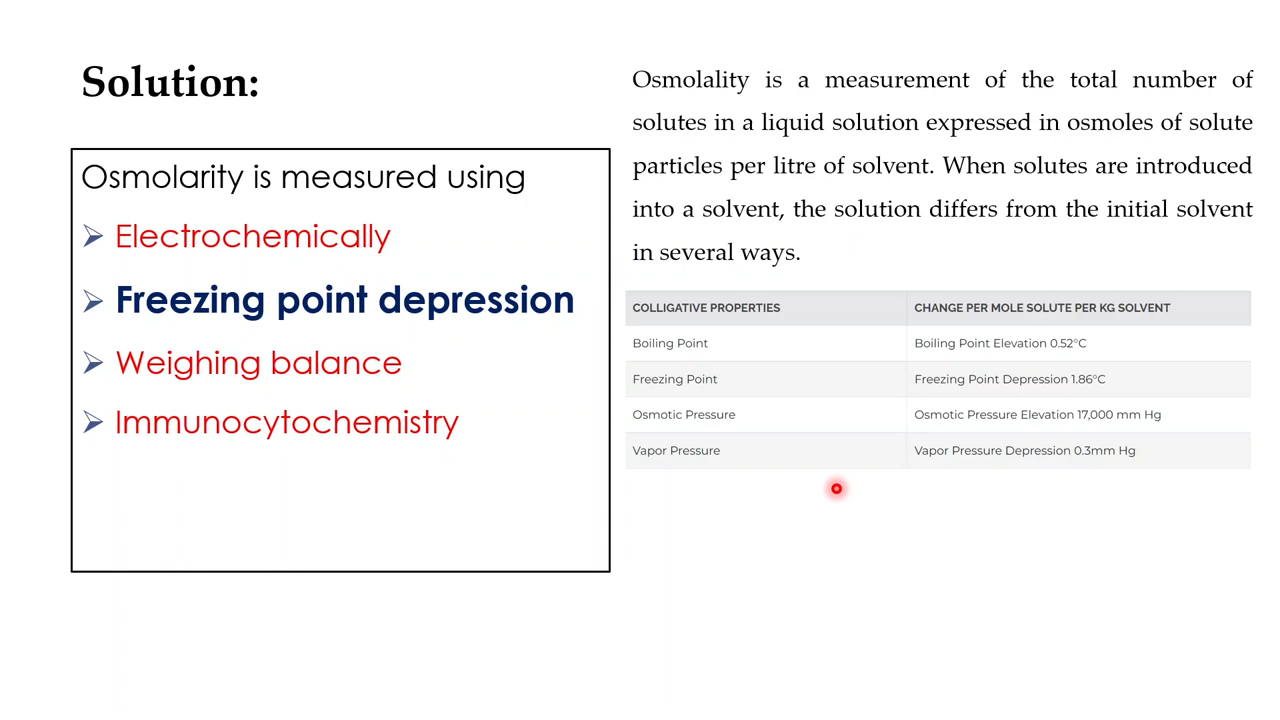 Solution:
Osmolarity is measured using
Electrochemically
Freezing point depression
Weighing balance
Immunocytochemistry
Osmolality is a measurement of the total number of
solutes in a liquid solution expressed in osmoles of solute
particles per litre of solvent. When solutes are introduced
into a solvent, the solution differs from the initial solvent
in several ways.
COLLIGATIVE PROPERTIES CHANGE PER MOLE SOLUTE PER KG SOLVENT
Boiling Point Boiling Point Elevation 0.52°C
Freezing Point Freezing Point Depression 1.86°C
Osmotic Pressure Osmotic Pressure Elevation 17,000 mm Hg
Vapor Pressure Vapor Pressure Depression 0.3mm Hg